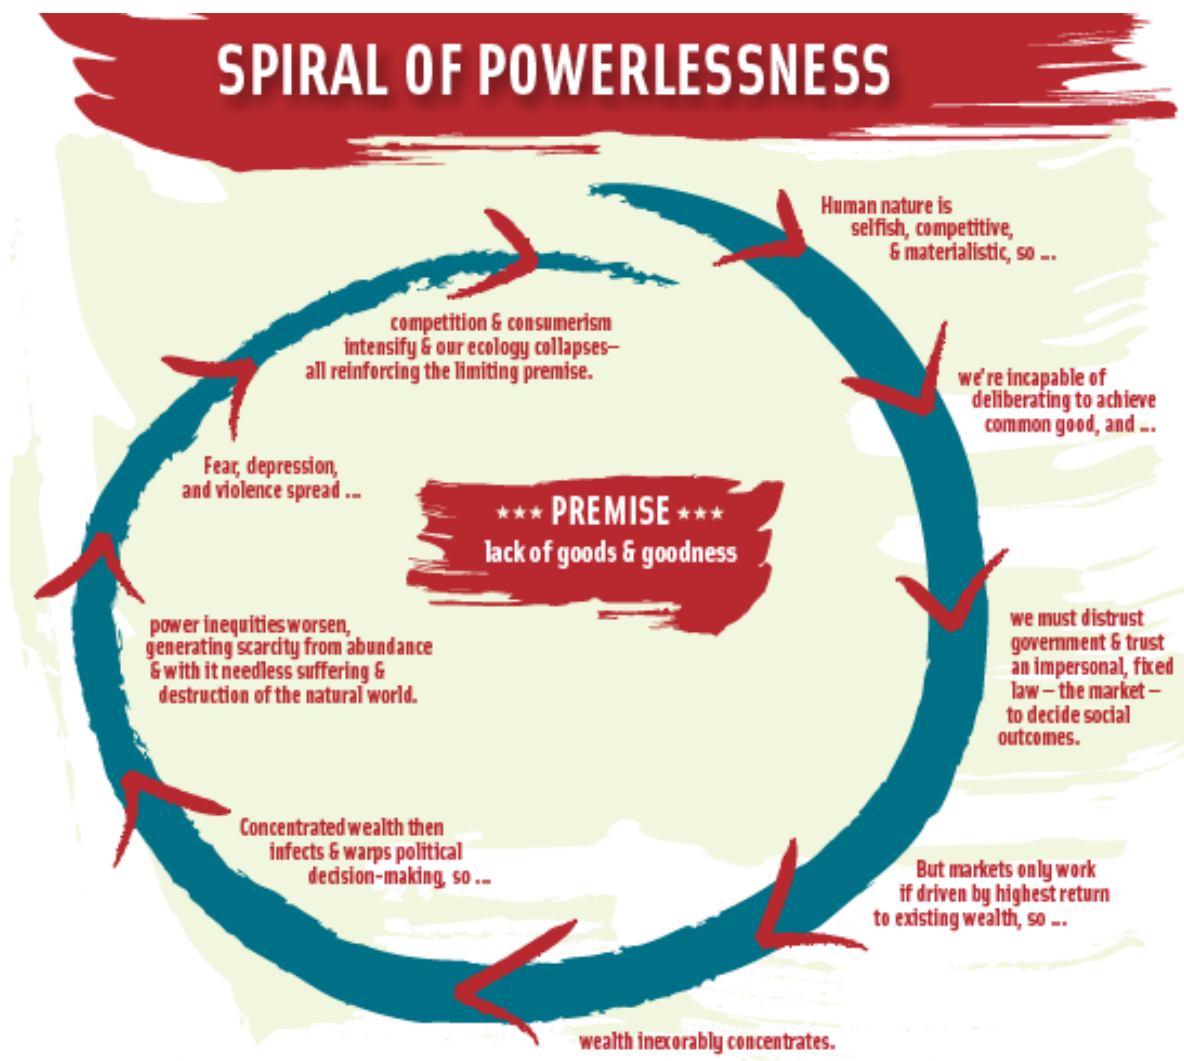 SPIRAL OF POWERLESSNESS
Human nature is
selfish, competitive,
& materialistic, so ...
we're incapable of
deliberating to achieve
common good, and ...
we must distrust
government & trust
an impersonal, fixed
law – the market –
to decide social
outcomes.
But markets only work
if driven by highest return
to existing wealth, so ...
wealth inexorably concentrates.
Concentrated wealth then
infects & warps political
decision-making, so ...
power inequities worsen,
generating scarcity from abundance
& with it needless suffering &
destruction of the natural world.
Fear, depression,
and violence spread ...
competition & consumerism
intensify & our ecology collapses—
all reinforcing the limiting premise.
★★★ PREMISE ★★★
lack of goods & goodness